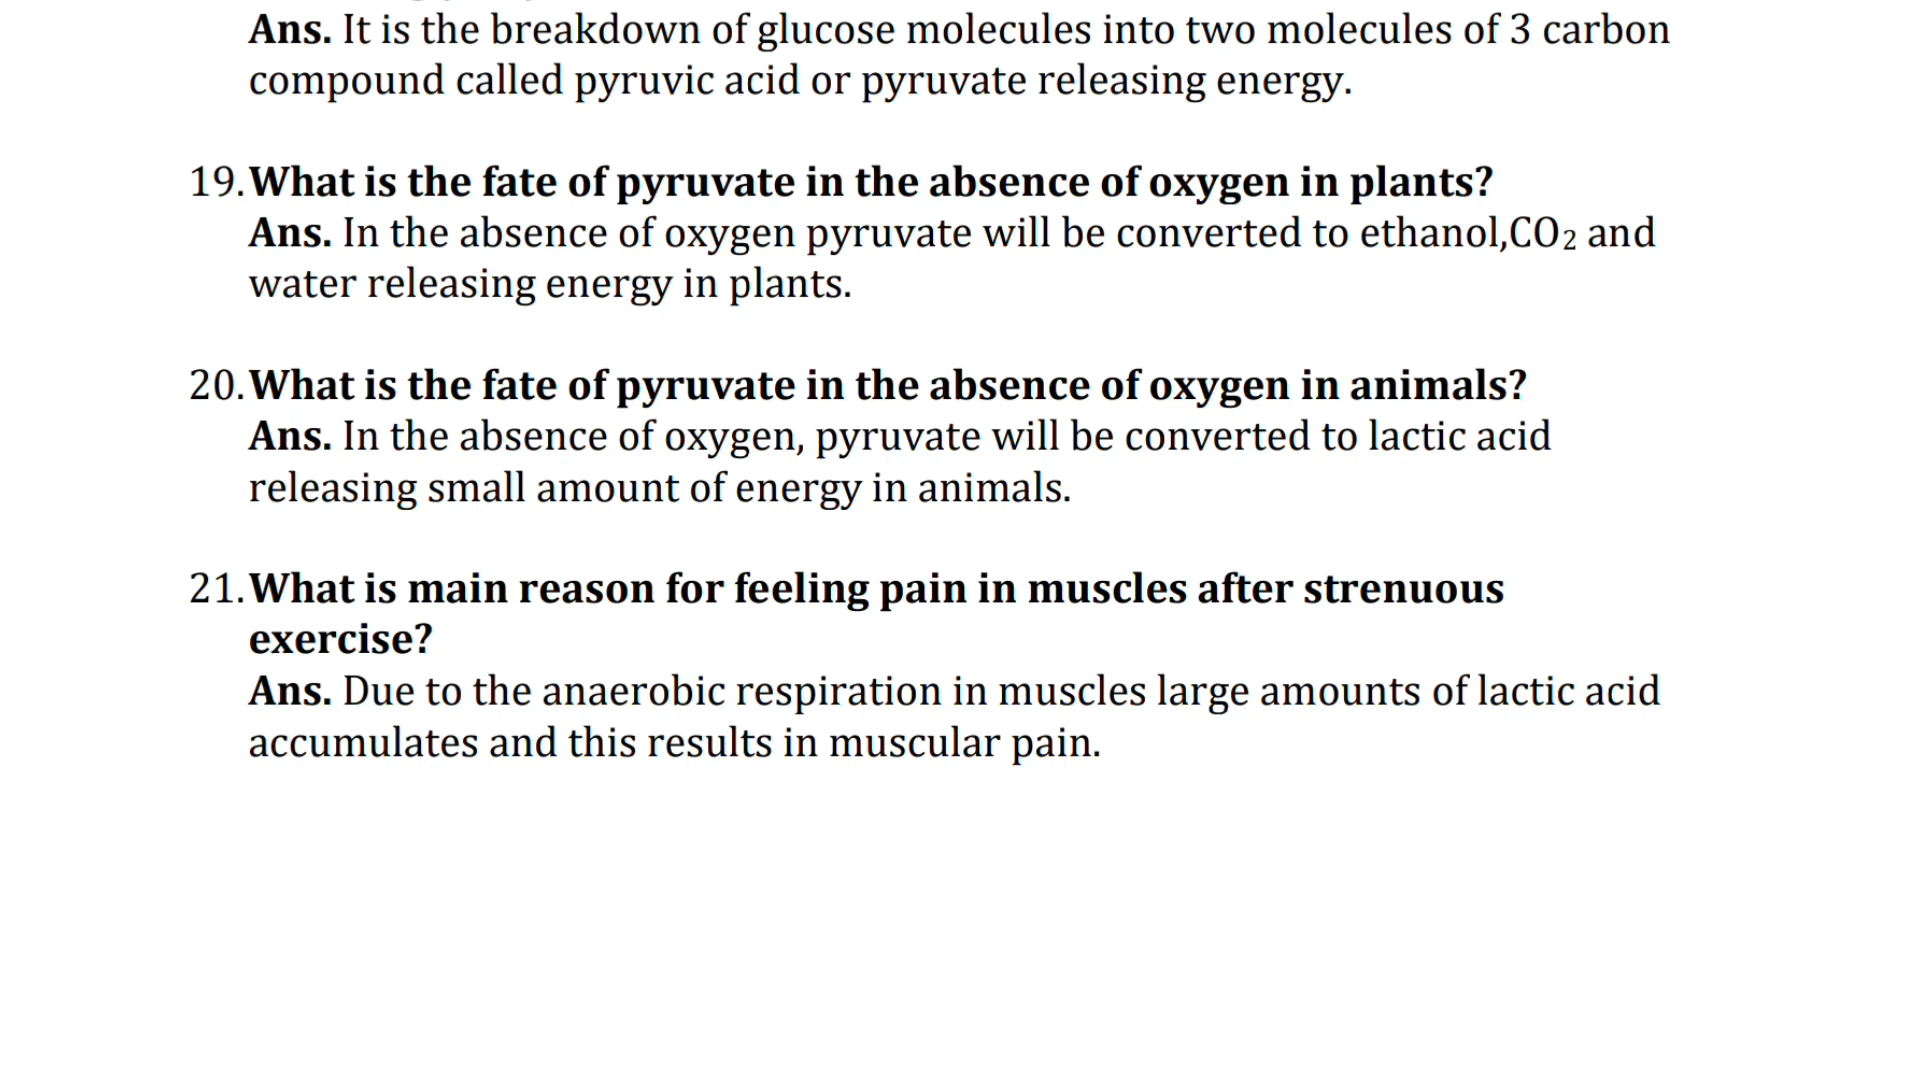 Ans. It is the breakdown of glucose molecules into two molecules of 3 carbon
compound called pyruvic acid or pyruvate releasing energy.
19. What is the fate of pyruvate in the absence of oxygen in plants?
Ans. In the absence of oxygen pyruvate will be converted to ethanol,CO₂ and
water releasing energy in plants.
20. What is the fate of pyruvate in the absence of oxygen in animals?
Ans. In the absence of oxygen, pyruvate will be converted to lactic acid
releasing small amount of energy in animals.
21. What is main reason for feeling pain in muscles after strenuous
exercise?
Ans. Due to the anaerobic respiration in muscles large amounts of lactic acid
accumulates and this results in muscular pain.